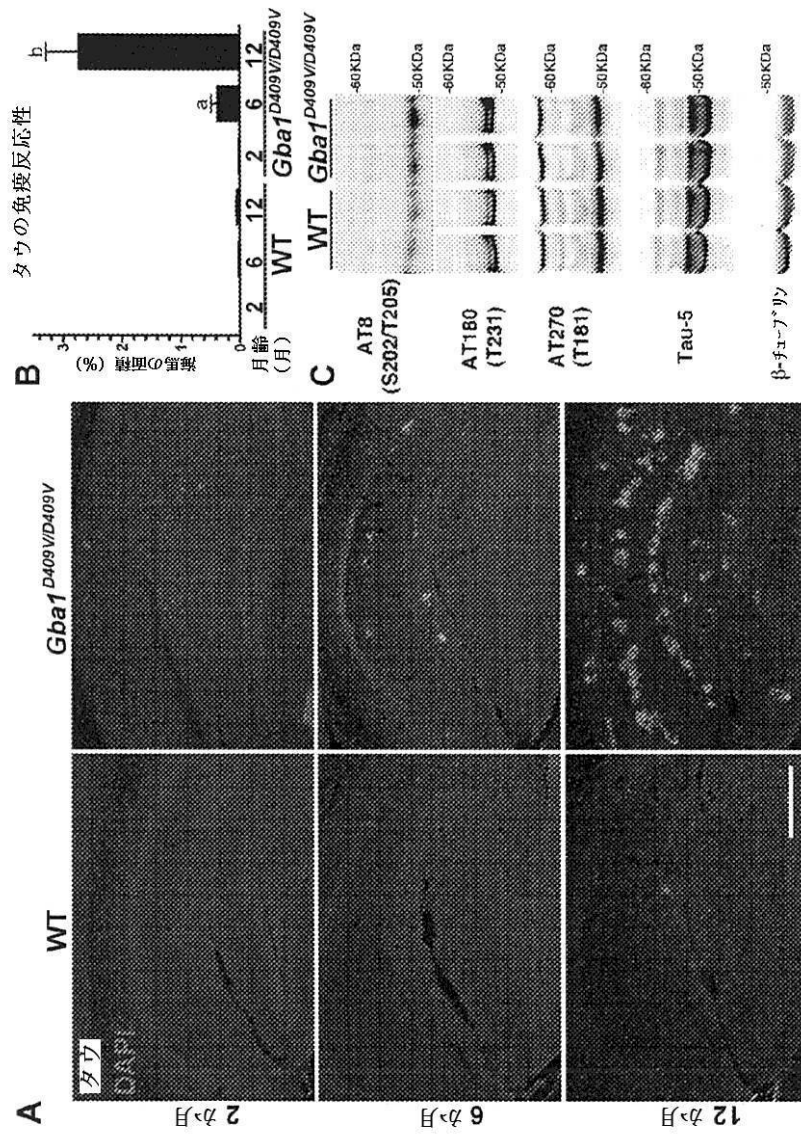 A
WT
Gba1D409V/D409V
タウ
DAPI
2 か月
6 か月
12 か月
B
タウの免疫反応性
海馬の面積 (%)
3
2
1
0
月齢
(月)
2
6
12
2
6
12
a
b
WT
Gba1D409V/D409V
C
WT
Gba1D409V/D409V
AT8
(S202/T205)
-60KDa
-50KDa
AT180
(T231)
-60KDa
-50KDa
AT270
(T181)
-60KDa
-50KDa
Tau-5
-60KDa
-50KDa
β-チューブリン
-50KDa